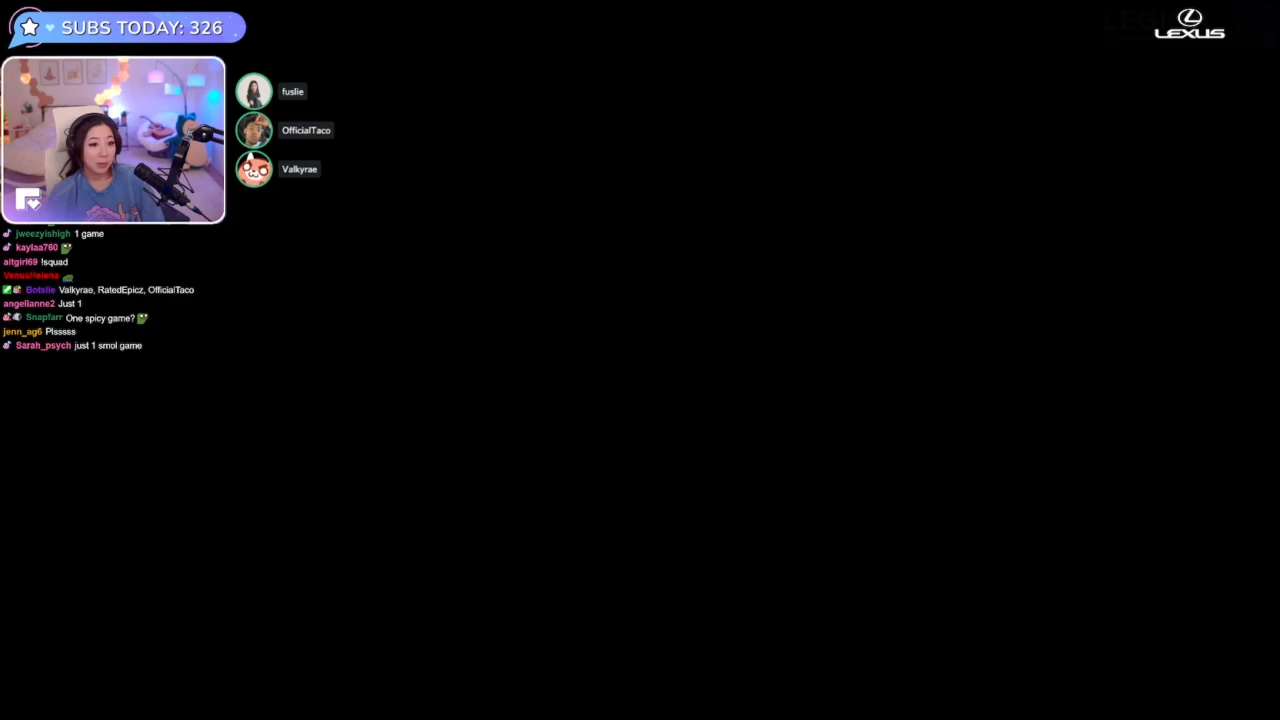 SUBS TODAY: 326
LEXUS
fuslie
OfficialTaco
Valkyrae
jweezyishigh 1 game
kaylaa760
altgirl69 !squad
VenusHelena
Botslie Valkyrae, RatedEpicz, OfficialTaco
angelianne2 Just 1
Snapfarr One spicy game?
jenn_ag6 Plsssss
Sarah_psych just 1 smol game